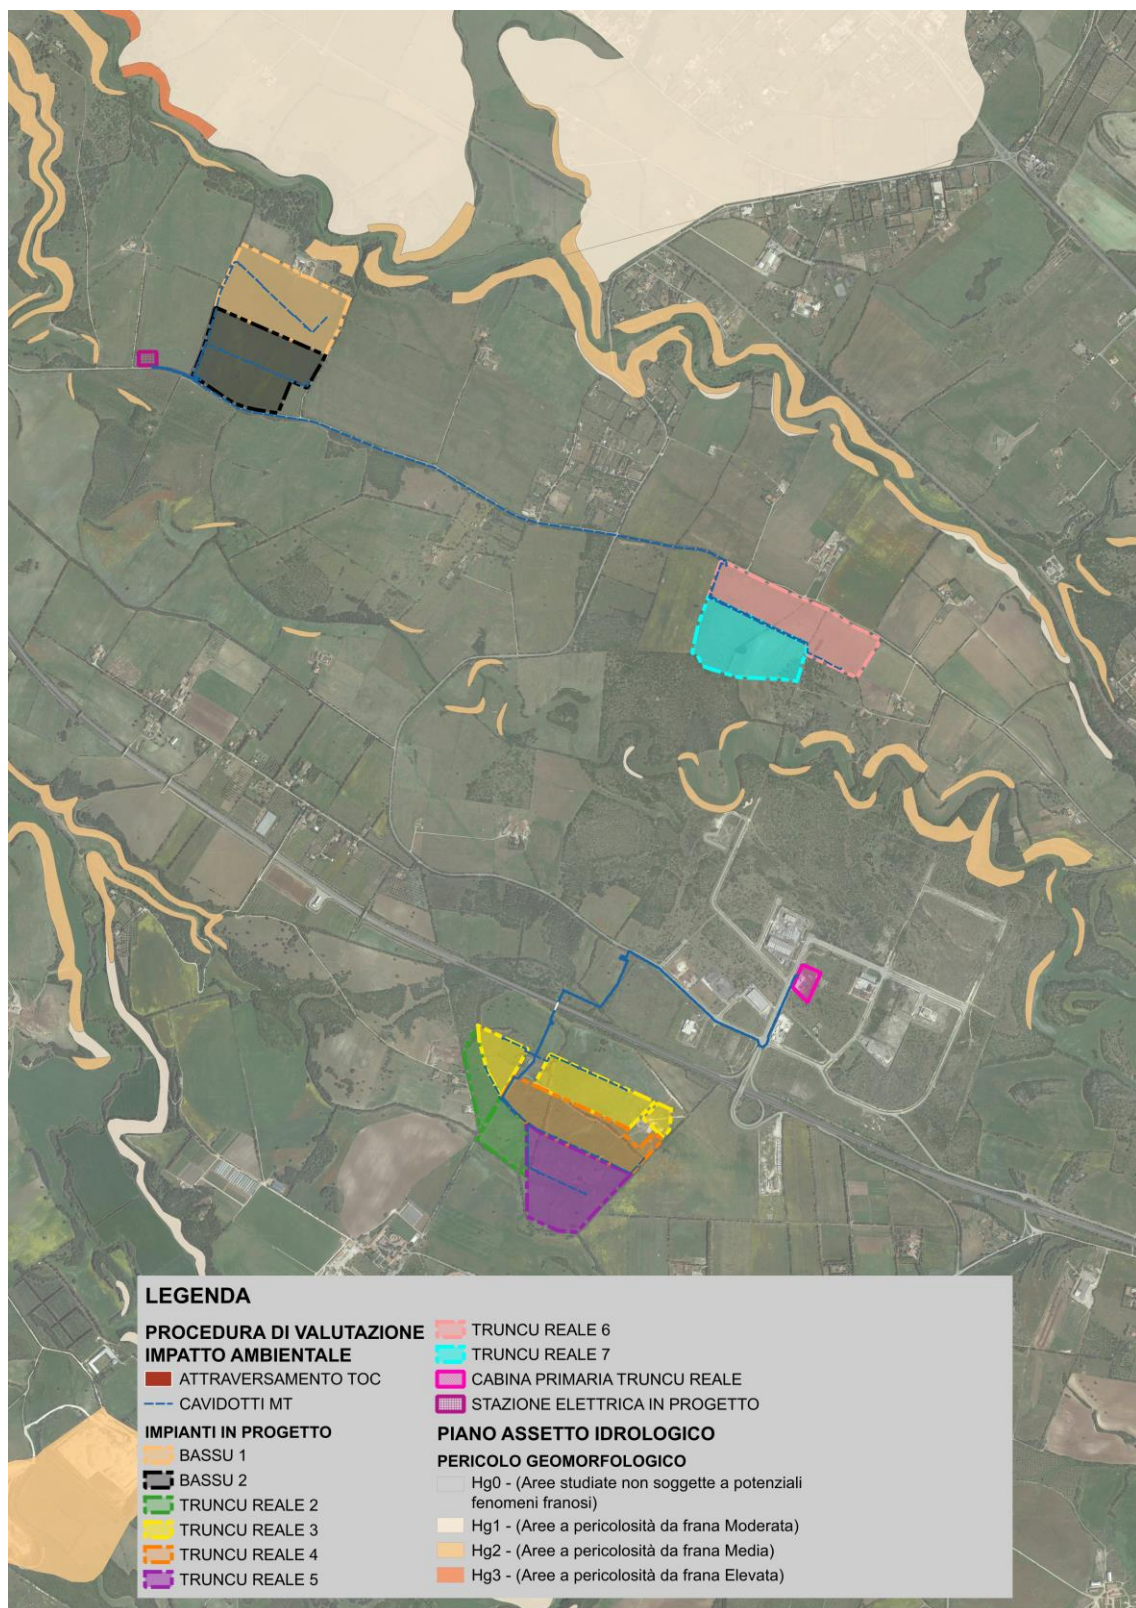 LEGENDA
PROCEDURA DI VALUTAZIONE
IMPATTO AMBIENTALE
ATTRAVERSAMENTO TOC
CAVIDOTTI MT
IMPIANTI IN PROGETTO
BASSU 1
BASSU 2
TRUNCU REALE 2
TRUNCU REALE 3
TRUNCU REALE 4
TRUNCU REALE 5
TRUNCU REALE 6
TRUNCU REALE 7
CABINA PRIMARIA TRUNCU REALE
STAZIONE ELETTRICA IN PROGETTO
PIANO ASSETTO IDROLOGICO
PERICOLO GEOMORFOLOGICO
Hg0 - (Aree studiate non soggette a potenziali
fenomeni franosi)
Hg1 - (Aree a pericolosità da frana Moderata)
Hg2 - (Aree a pericolosità da frana Media)
Hg3 - (Aree a pericolosità da frana Elevata)